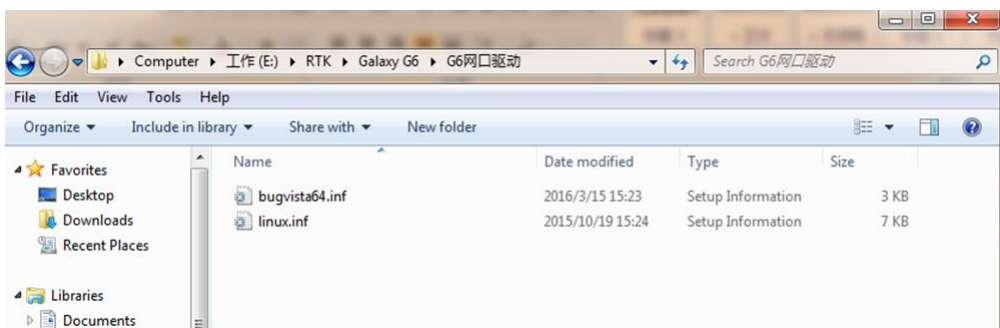 Computer ▸ 工作 (E:) ▸ RTK ▸ Galaxy G6 ▸ G6网口驱动
Search G6网口驱动
File Edit View Tools Help
Organize ▾ Include in library ▾ Share with ▾ New folder
Name Date modified Type Size
Favorites
Desktop
Downloads
Recent Places
Libraries
Documents
bugvista64.inf 2016/3/15 15:23 Setup Information 3 KB
linux.inf 2015/10/19 15:24 Setup Information 7 KB